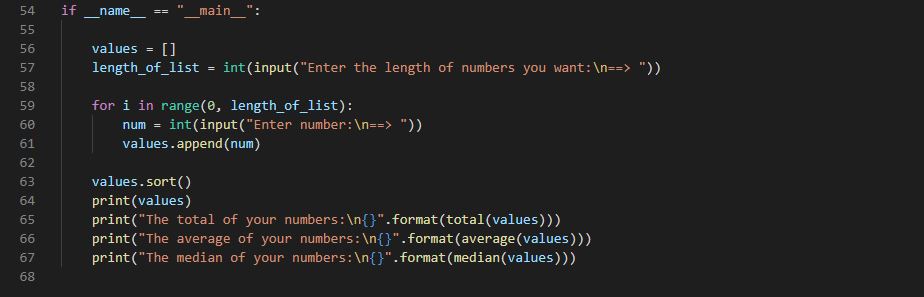 54 if __name__ == "__main__":
55
56     values = []
57     length_of_list = int(input("Enter the length of numbers you want:\n==> "))
58
59     for i in range(0, length_of_list):
60         num = int(input("Enter number:\n==> "))
61         values.append(num)
62
63     values.sort()
64     print(values)
65     print("The total of your numbers:\n{}".format(total(values)))
66     print("The average of your numbers:\n{}".format(average(values)))
67     print("The median of your numbers:\n{}".format(median(values)))
68